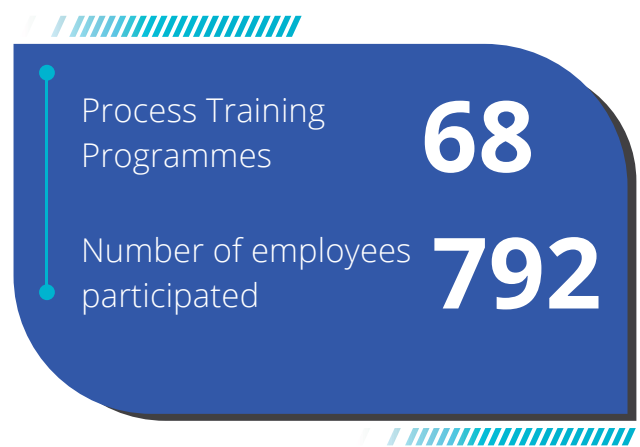 Process Training
Programmes
68
Number of employees
participated
792